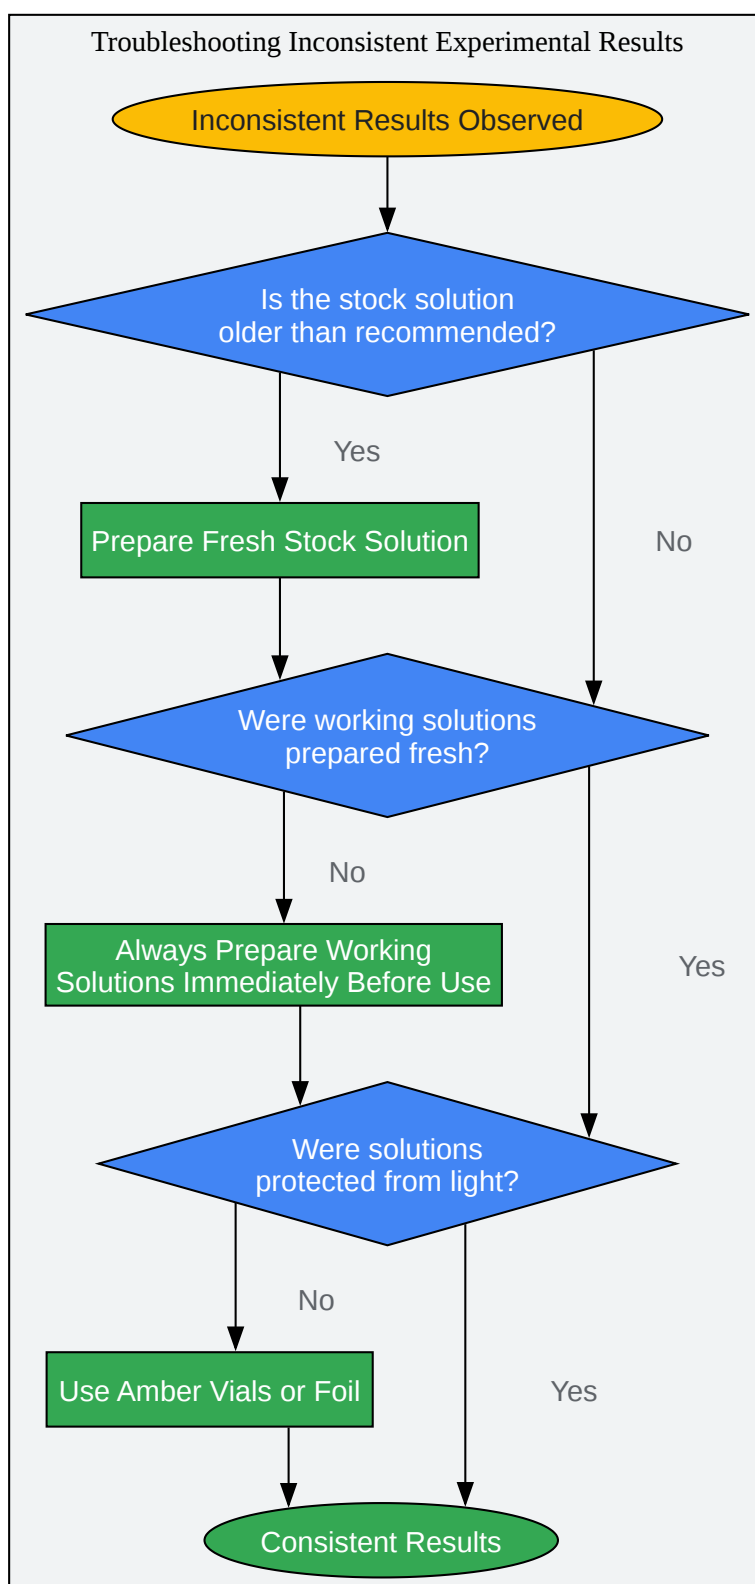 Troubleshooting Inconsistent Experimental Results
Inconsistent Results Observed
Is the stock solution
older than recommended?
Yes
Prepare Fresh Stock Solution
No
Were working solutions
prepared fresh?
No
Always Prepare Working
Solutions Immediately Before Use
Yes
Were solutions
protected from light?
No
Use Amber Vials or Foil
Yes
Consistent Results